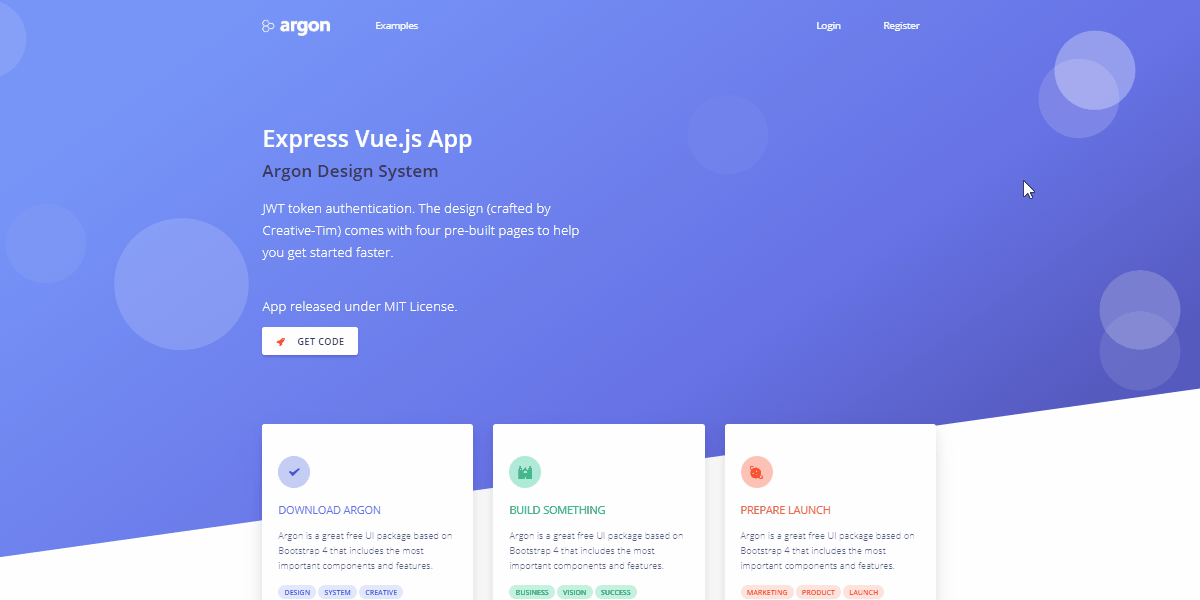 argon Examples Login Register
Express Vue.js App
Argon Design System
JWT token authentication. The design (crafted by
Creative-Tim) comes with four pre-built pages to help
you get started faster.
App released under MIT License.
GET CODE
DOWNLOAD ARGON
Argon is a great free UI package based on
Bootstrap 4 that includes the most
important components and features.
DESIGN SYSTEM CREATIVE
BUILD SOMETHING
Argon is a great free UI package based on
Bootstrap 4 that includes the most
important components and features.
BUSINESS VISION SUCCESS
PREPARE LAUNCH
Argon is a great free UI package based on
Bootstrap 4 that includes the most
important components and features.
MARKETING PRODUCT LAUNCH